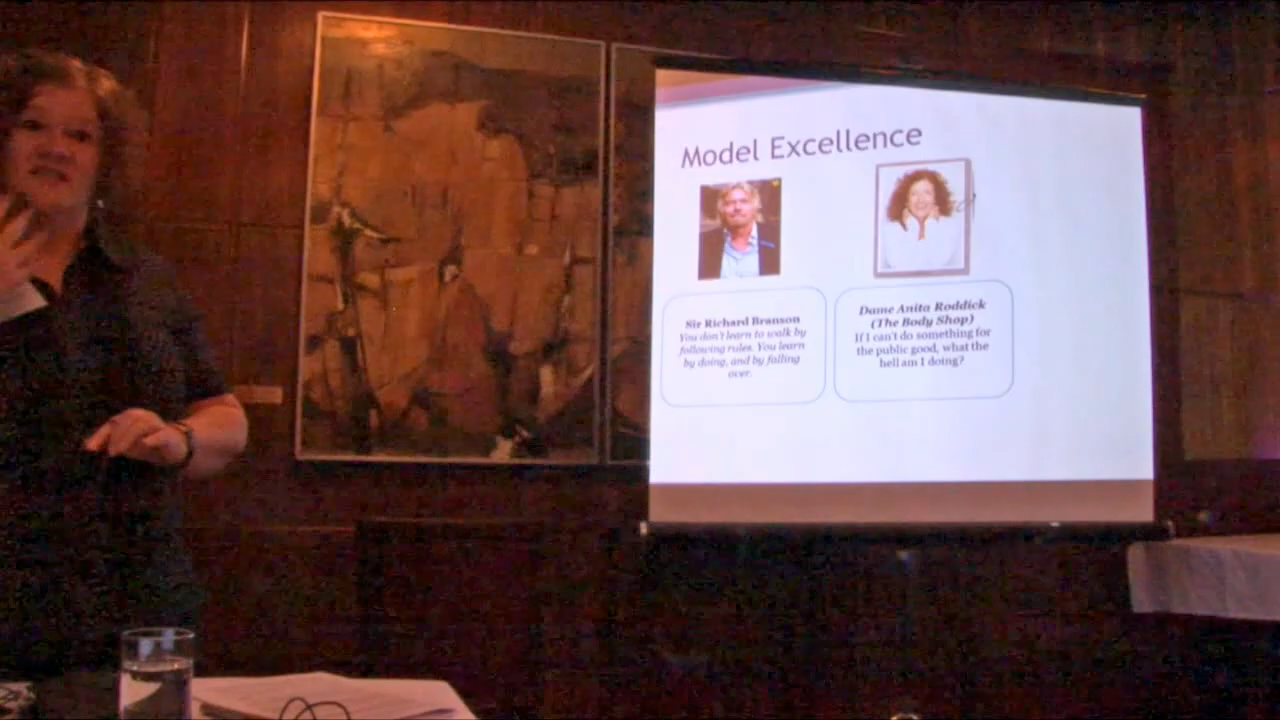 Model Excellence
Sir Richard Branson
You don't learn to walk by
following rules. You learn
by doing, and by falling
over.
Dame Anita Roddick
(The Body Shop)
If I can't do something for
the public good, what the
hell am I doing?